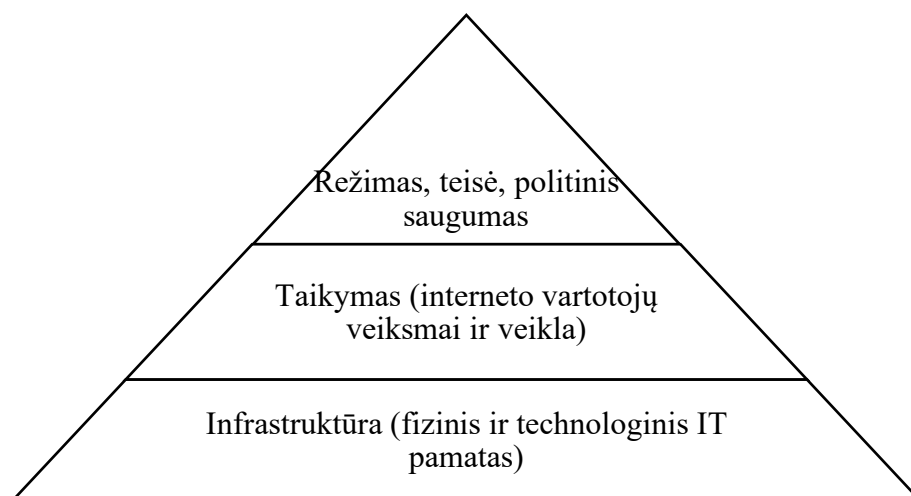 Režimas, teisė, politinis
saugumas
Taikymas (interneto vartotojų
veiksmai ir veikla)
Infrastruktūra (fizinis ir technologinis IT
pamatas)